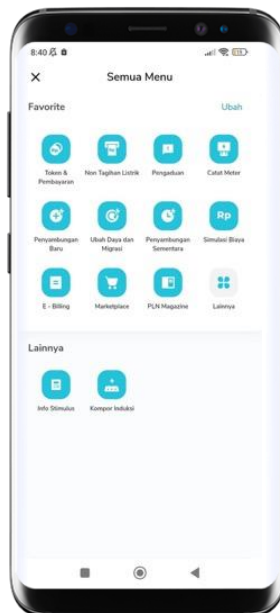 8:40
Semua Menu
Favorite Ubah
Token &
Pembayaran
Non Tagihan Listrik
Pengaduan
Catat Meter
Penyambungan
Baru
Ubah Daya dan
Migrasi
Penyambungan
Sementara
Rp
Simulasi Biaya
E - Billing
Marketplace
PLN Magazine
Lainnya
Lainnya
Info Stimulus
Kompor Induksi